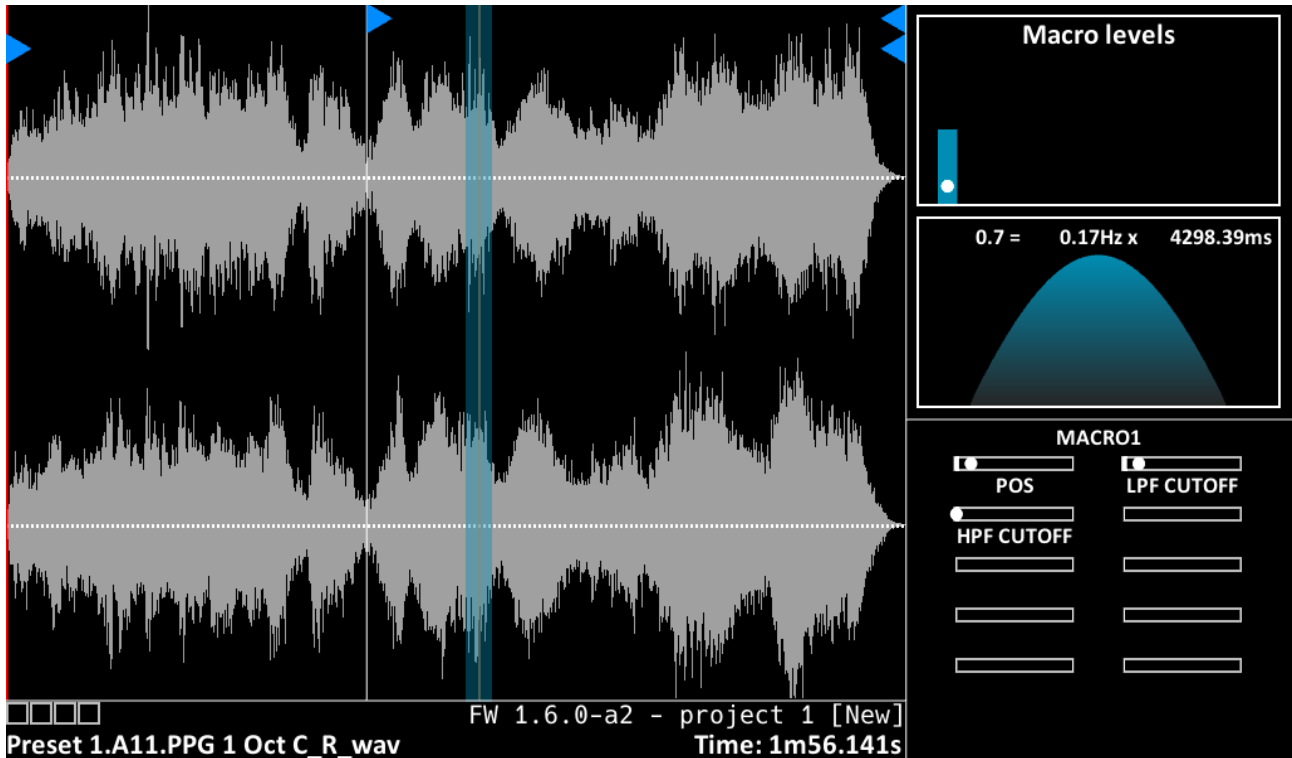 Macro levels
0.7 = 0.17Hz x 4298.39ms
MACRO1
POS LPF CUTOFF
HPF CUTOFF
FW 1.6.0-a2 - project 1 [New]
Preset 1.A11.PPG 1 Oct C_R_wav Time: 1m56.141s